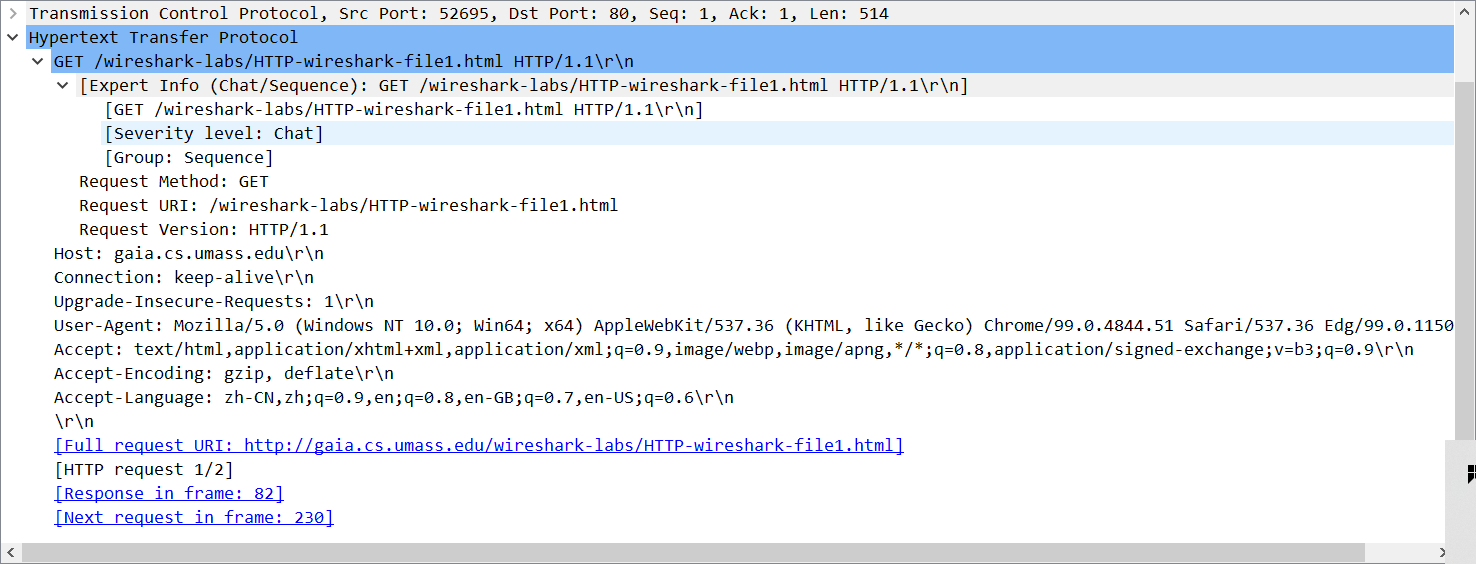 Transmission Control Protocol, Src Port: 52695, Dst Port: 80, Seq: 1, Ack: 1, Len: 514
Hypertext Transfer Protocol
GET /wireshark-labs/HTTP-wireshark-file1.html HTTP/1.1\r\n
[Expert Info (Chat/Sequence): GET /wireshark-labs/HTTP-wireshark-file1.html HTTP/1.1\r\n]
[GET /wireshark-labs/HTTP-wireshark-file1.html HTTP/1.1\r\n]
[Severity level: Chat]
[Group: Sequence]
Request Method: GET
Request URI: /wireshark-labs/HTTP-wireshark-file1.html
Request Version: HTTP/1.1
Host: gaia.cs.umass.edu\r\n
Connection: keep-alive\r\n
Upgrade-Insecure-Requests: 1\r\n
User-Agent: Mozilla/5.0 (Windows NT 10.0; Win64; x64) AppleWebKit/537.36 (KHTML, like Gecko) Chrome/99.0.4844.51 Safari/537.36 Edg/99.0.1150
Accept: text/html,application/xhtml+xml,application/xml;q=0.9,image/webp,image/apng,*/*;q=0.8,application/signed-exchange;v=b3;q=0.9\r\n
Accept-Encoding: gzip, deflate\r\n
Accept-Language: zh-CN,zh;q=0.9,en;q=0.8,en-GB;q=0.7,en-US;q=0.6\r\n
\r\n
[Full request URI: http://gaia.cs.umass.edu/wireshark-labs/HTTP-wireshark-file1.html]
[HTTP request 1/2]
[Response in frame: 82]
[Next request in frame: 230]